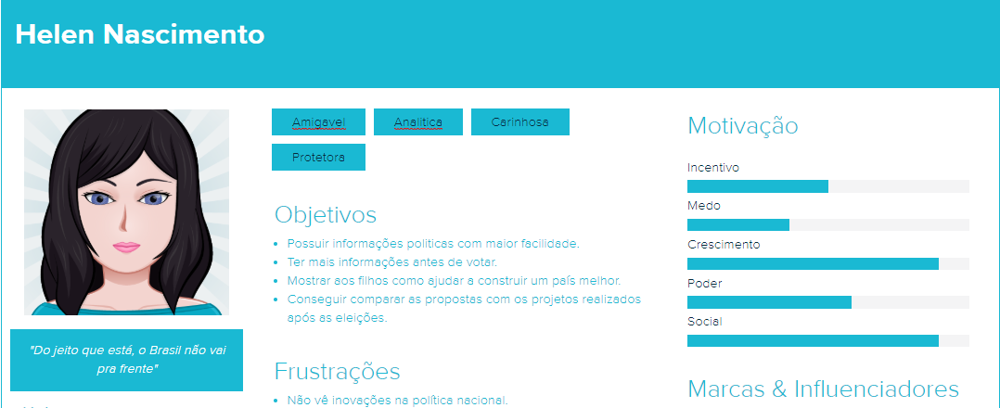 Helen Nascimento
"Do jeito que está, o Brasil não vai
pra frente"
Amigavel
Analitica
Carinhosa
Protetora
Objetivos
Possuir informações politicas com maior facilidade.
Ter mais informações antes de votar.
Mostrar aos filhos como ajudar a construir um país melhor.
Conseguir comparar as propostas com os projetos realizados
após as eleições.
Frustrações
Não vê inovações na política nacional.
Motivação
Incentivo
Medo
Crescimento
Poder
Social
Marcas & Influenciadores